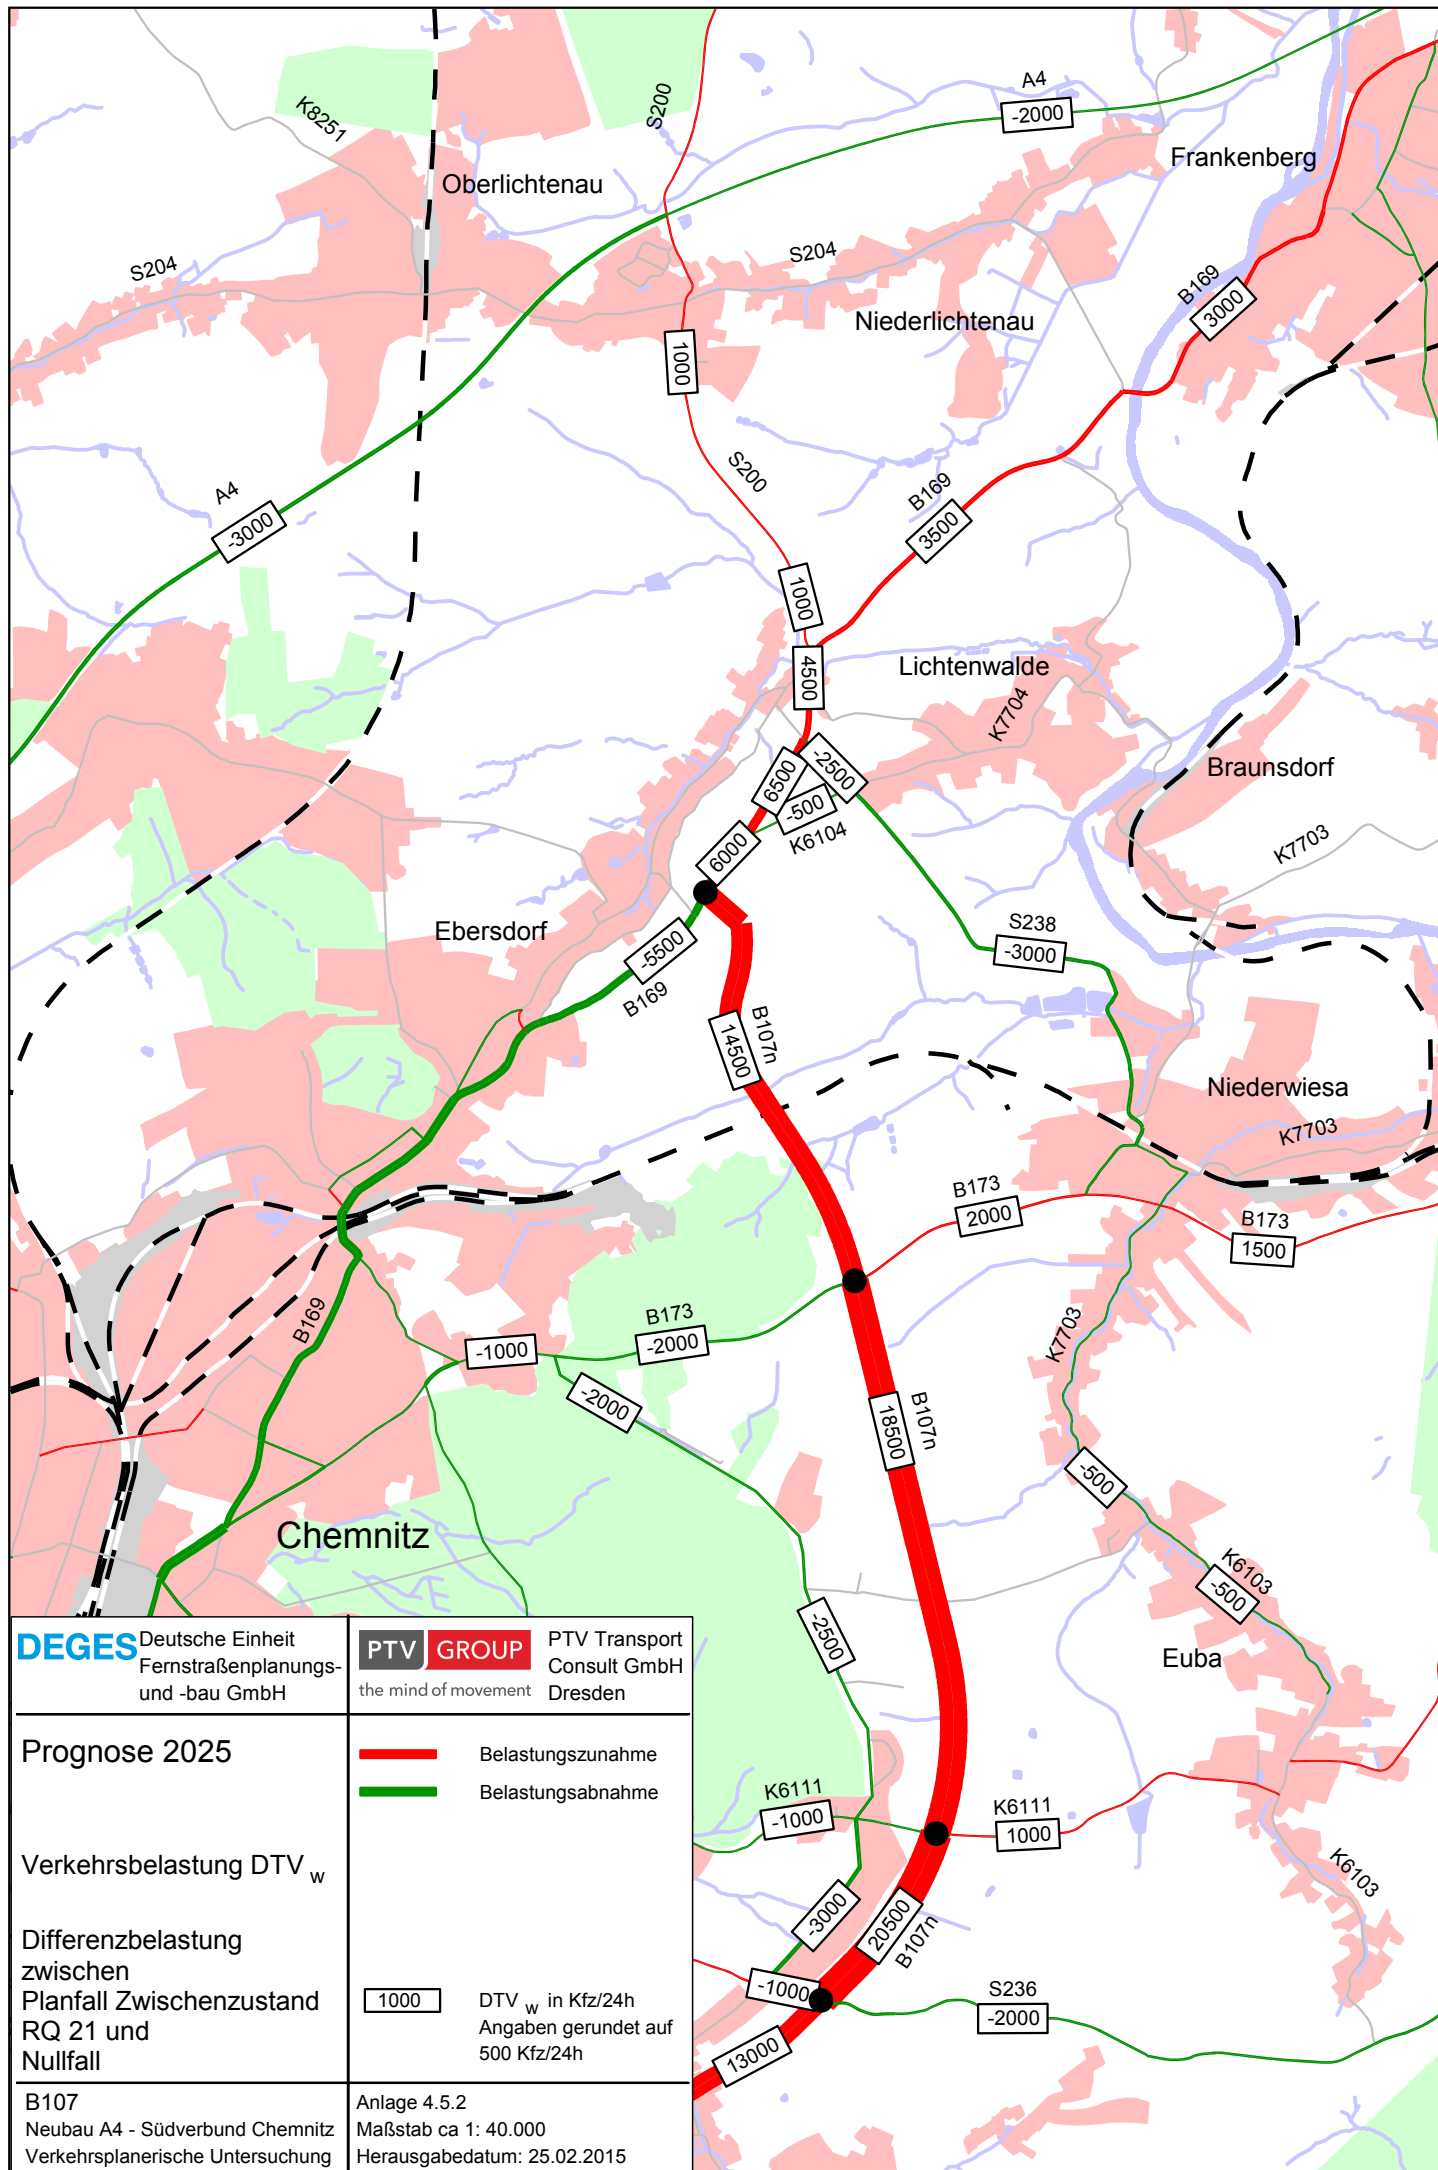 A4
-2000
S200
K8251
Frankenberg
Oberlichtenau
S204
S204
B169
3000
Niederlichtenau
1000
S200
B169
3500
A4
-3000
1000
4500
Lichtenwalde
K7704
Braunsdorf
-2500
6500
-500
K6104
6000
K7703
S238
-3000
Ebersdorf
-5500
B169
B107n
14500
Niederwiesa
K7703
B173
2000
B173
1500
B173
-2000
B169
-1000
K7703
-2000
B107n
18500
-500
Chemnitz
K6103
-500
-2500
Euba
K6111
-1000
K6111
1000
K6103
-3000
20500
B107n
-1000
S236
-2000
13000
DEGES Deutsche Einheit
Fernstraßenplanungs-
und -bau GmbH
PTV GROUP
the mind of movement
PTV Transport
Consult GmbH
Dresden
Prognose 2025
Belastungszunahme
Belastungsabnahme
Verkehrsbelastung DTV w
Differenzbelastung
zwischen
Planfall Zwischenzustand
RQ 21 und
Nullfall
1000
DTV w in Kfz/24h
Angaben gerundet auf
500 Kfz/24h
B107
Neubau A4 - Südverbund Chemnitz
Verkehrsplanerische Untersuchung
Anlage 4.5.2
Maßstab ca 1: 40.000
Herausgabedatum: 25.02.2015